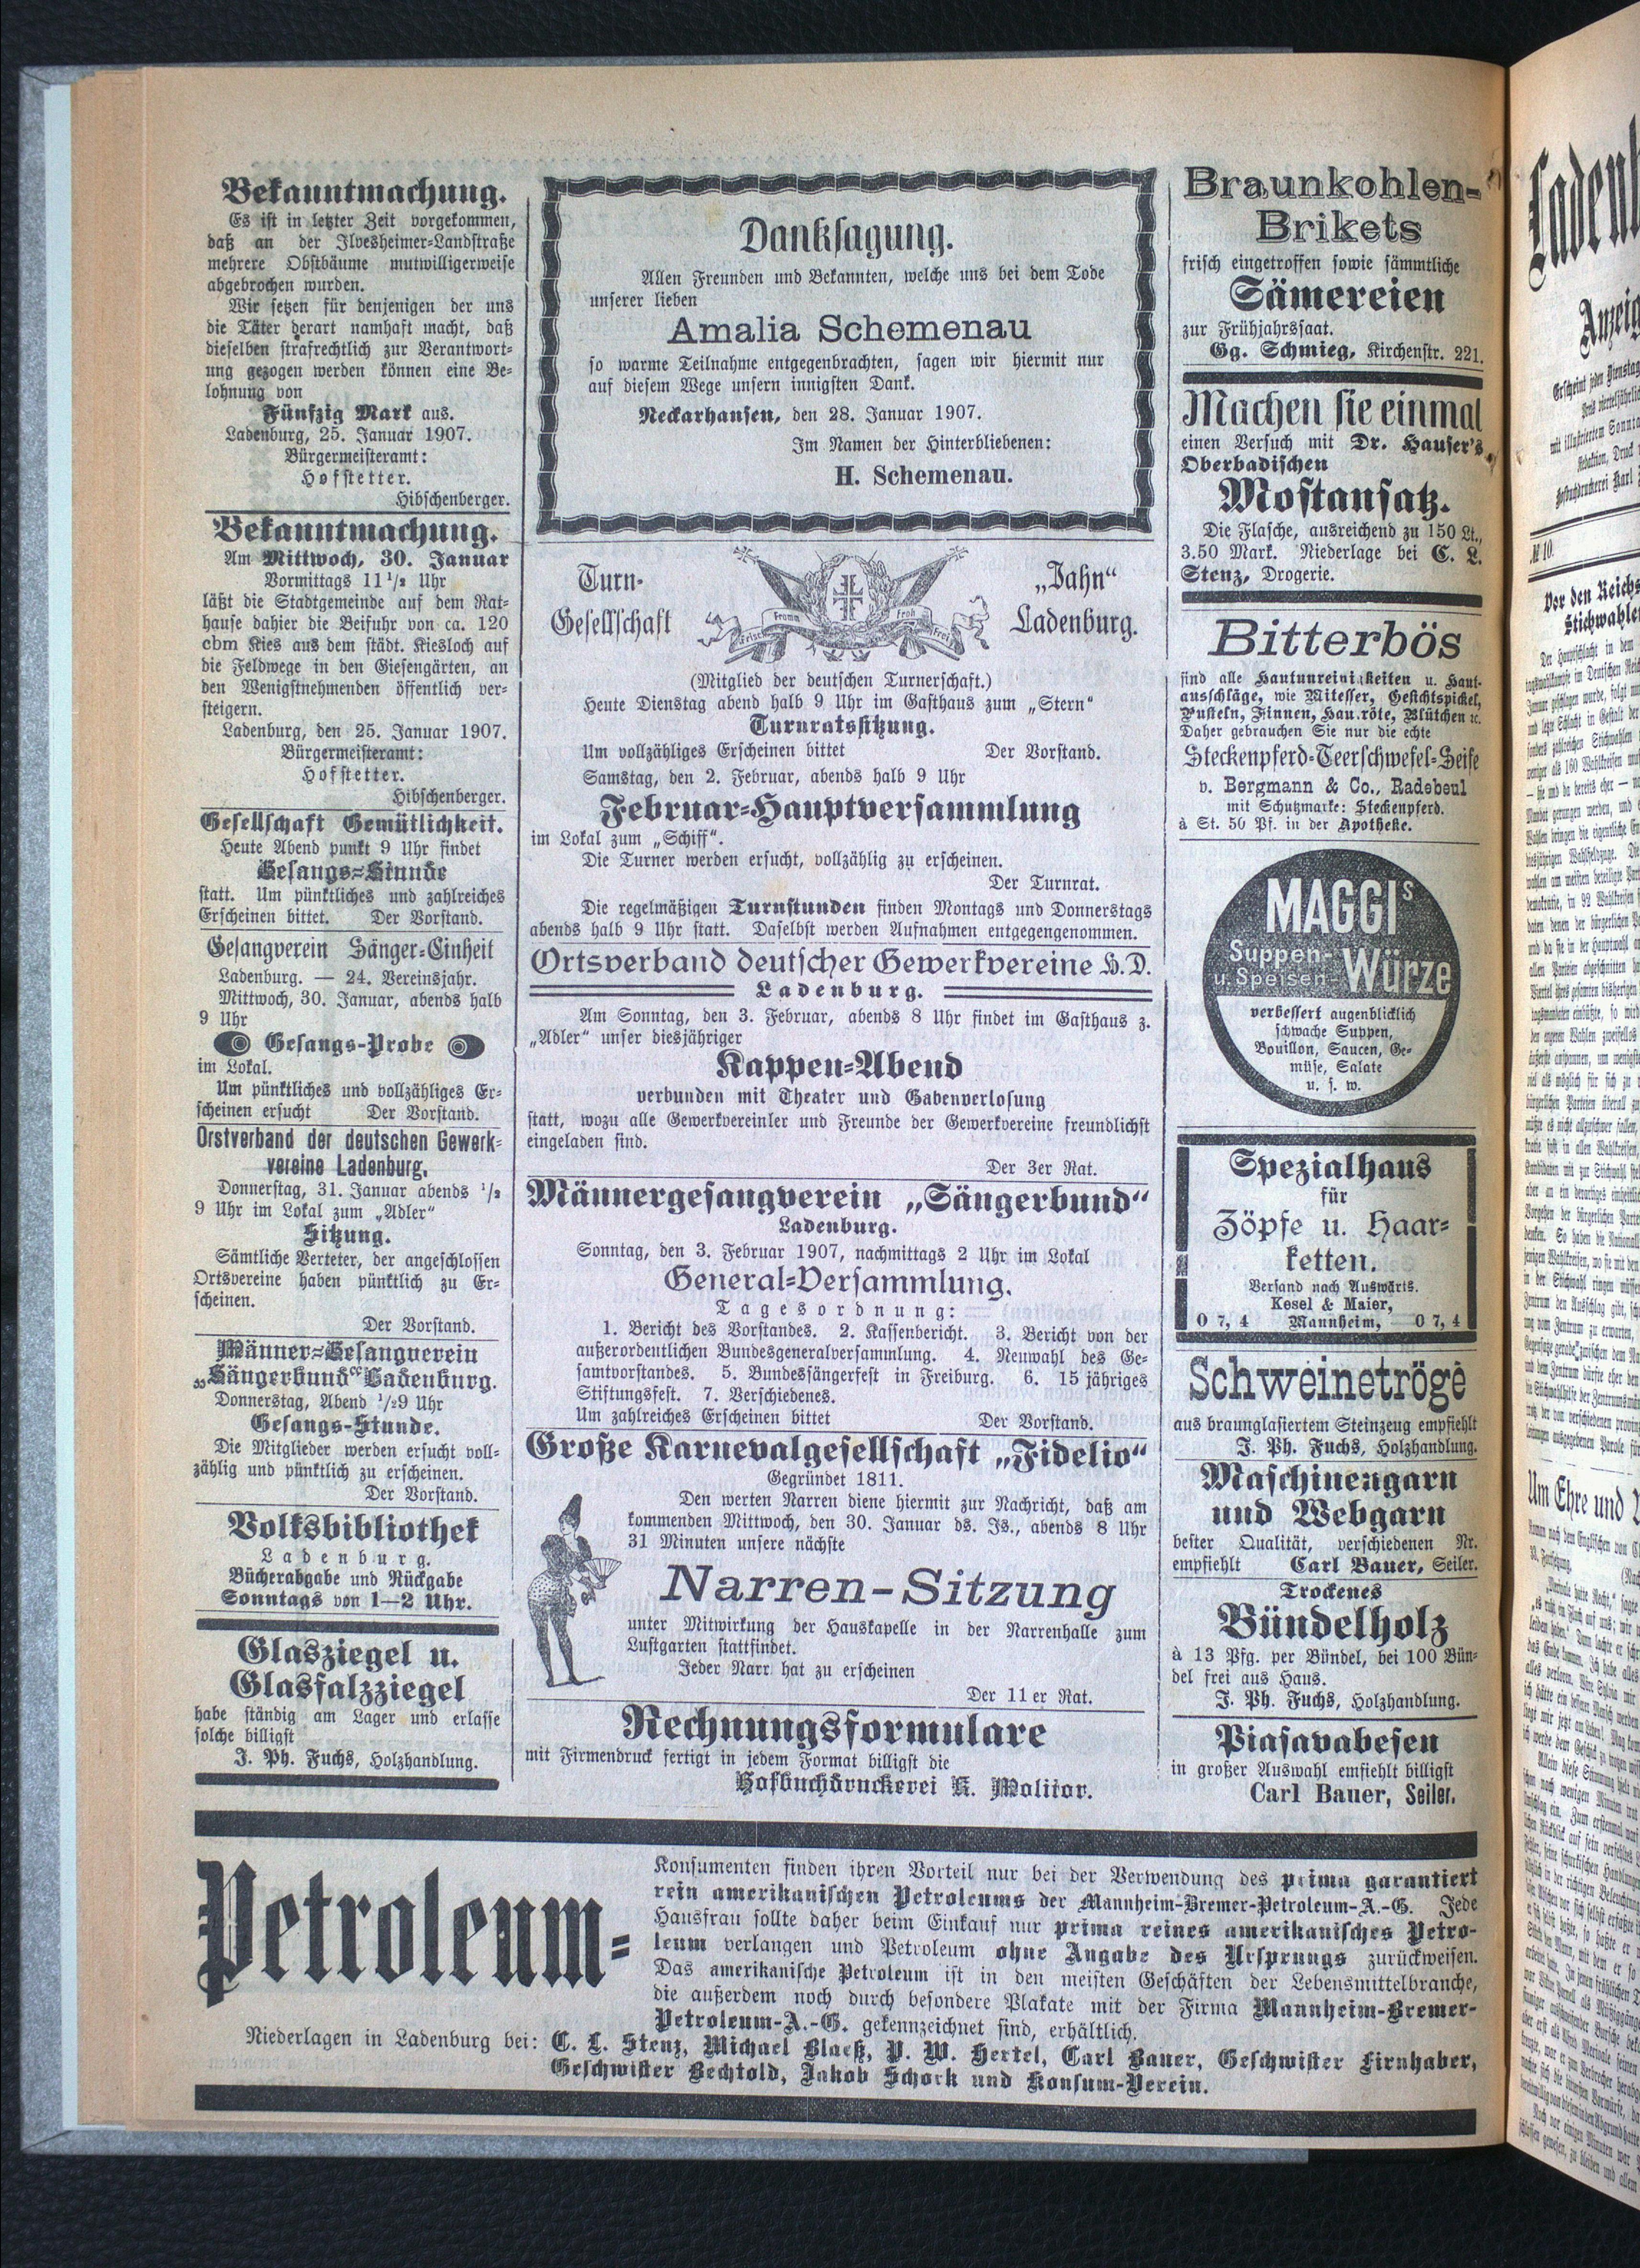 Bekanntmachung.
Es ist in letzter Zeit vorgekommen,
daß an der Ilvesheimer-Landstraße
mehrere Obstbäume mutwilligerweise
abgebrochen wurden.
Wir setzen für denjenigen der uns
die Täter derart namhaft macht, daß
dieselben strafrechtlich zur Verantwort-
ung gezogen werden können eine Be-
lohnung von
Fünfzig Mark aus.
Ladenburg, 25. Januar 1907.
Bürgermeisteramt:
Hofstetter.
Hibschenberger.
Bekanntmachung.
Am Mittwoch, 30. Januar
Vormittags 11 1/2 Uhr
läßt die Stadtgemeinde auf dem Rat-
hause dahier die Beifuhr von ca. 120
cbm Kies aus dem städt. Kiesloch auf
die Feldwege in den Giesengärten, an
den Wenigstnehmenden öffentlich ver-
steigern.
Ladenburg, den 25. Januar 1907.
Bürgermeisteramt:
Hofstetter.
Hibschenberger.
Gesellschaft Gemütlichkeit.
Heute Abend punkt 9 Uhr findet
Gesangs-Stunde
statt. Um pünktliches und zahlreiches
Erscheinen bittet. Der Vorstand.
Gesangverein Sänger-Einheit
Ladenburg. — 24. Vereinsjahr.
Mittwoch, 30. Januar, abends halb
9 Uhr
Gesangs-Probe
im Lokal.
Um pünktliches und vollzähliges Er-
scheinen ersucht Der Vorstand.
Orstverband der deutschen Gewerk-
vereine Ladenburg.
Donnerstag, 31. Januar abends 1/2
9 Uhr im Lokal zum „Adler“
Sitzung.
Sämtliche Verteter, der angeschlossen
Ortsvereine haben pünktlich zu Er-
scheinen.
Der Vorstand.
Männer-Gesangverein
„Sängerbund“ Ladenburg.
Donnerstag, Abend 1/29 Uhr
Gesangs-Stunde.
Die Mitglieder werden ersucht voll-
zählig und pünktlich zu erscheinen.
Der Vorstand.
Volksbibliothek
Ladenburg.
Bücherabgabe und Rückgabe
Sonntags von 1—2 Uhr.
Glasziegel u.
Glasfalzziegel
habe ständig am Lager und erlasse
solche billigst
J. Ph. Fuchs, Holzhandlung.
Danksagung.
Allen Freunden und Bekannten, welche uns bei dem Tode
unserer lieben
Amalia Schemenau
so warme Teilnahme entgegenbrachten, sagen wir hiermit nur
auf diesem Wege unsern innigsten Dank.
Neckarhausen, den 28. Januar 1907.
Im Namen der Hinterbliebenen:
H. Schemenau.
Turn- „Jahn“
Gesellschaft Ladenburg.
Frisch Fromm Froh Frei
(Mitglied der deutschen Turnerschaft.)
Heute Dienstag abend halb 9 Uhr im Gasthaus zum „Stern“
Turnratssitzung.
Um vollzähliges Erscheinen bittet Der Vorstand.
Samstag, den 2. Februar, abends halb 9 Uhr
Februar-Hauptversammlung
im Lokal zum „Schiff“.
Die Turner werden ersucht, vollzählig zu erscheinen.
Der Turnrat.
Die regelmäßigen Turnstunden finden Montags und Donnerstags
abends halb 9 Uhr statt. Daselbst werden Aufnahmen entgegengenommen.
Ortsverband deutscher Gewerkvereine H. D.
Ladenburg.
Am Sonntag, den 3. Februar, abends 8 Uhr findet im Gasthaus z.
„Adler“ unser diesjähriger
Kappen-Abend
verbunden mit Theater und Gabenverlosung
statt, wozu alle Gewerkvereinler und Freunde der Gewerkvereine freundlichst
eingeladen sind.
Der 3er Rat.
Männergesangverein „Sängerbund“
Ladenburg.
Sonntag, den 3. Februar 1907, nachmittags 2 Uhr im Lokal
General-Versammlung.
Tagesordnung:
1. Bericht des Vorstandes. 2. Kassenbericht. 3. Bericht von der
außerordentlichen Bundesgeneralversammlung. 4. Neuwahl des Ge-
samtvorstandes. 5. Bundessängerfest in Freiburg. 6. 15 jähriges
Stiftungsfest. 7. Verschiedenes.
Um zahlreiches Erscheinen bittet Der Vorstand.
Große Karnevalgesellschaft „Fidelio“
Gegründet 1811.
Den werten Narren diene hiermit zur Nachricht, daß am
kommenden Mittwoch, den 30. Januar ds. Js., abends 8 Uhr
31 Minuten unsere nächste
Narren-Sitzung
unter Mitwirkung der Hauskapelle in der Narrenhalle zum
Lustgarten stattfindet.
Jeder Narr hat zu erscheinen
Der 11er Rat.
Rechnungsformulare
mit Firmendruck fertigt in jedem Format billigst die
Hofbuchdruckerei K. Molitor.
Braunkohlen-
Brikets
frisch eingetroffen sowie sämmtliche
Sämereien
zur Frühjahrssaat.
Gg. Schmieg, Kirchenstr. 221.
Machen sie einmal
einen Versuch mit Dr. Hauser's
Oberbadischen
Mostansatz.
Die Flasche, ausreichend zu 150 Lt.,
3.50 Mark. Niederlage bei C. L.
Stenz, Drogerie.
Bitterbös
sind alle Hautunreinigkeiten u. Haut-
ausschläge, wie Mitesser, Gesichtspickel,
Pusteln, Finnen, Hautröte, Blütchen ꝛc.
Daher gebrauchen Sie nur die echte
Steckenpferd-Teerschwefel-Seife
v. Bergmann & Co., Radebeul
mit Schutzmarke: Steckenpferd.
à St. 50 Pf. in der Apotheke.
MAGGIs
Suppen-
u. Speisen- Würze
verbessert augenblicklich
schwache Suppen,
Bouillon, Saucen, Ge-
müse, Salate
u. s. w.
Spezialhaus
für
Zöpfe u. Haar-
ketten.
Versand nach Auswärts.
Kesel & Maier,
O 7, 4 Mannheim, O 7, 4
Schweinetröge
aus braunglasiertem Steinzeug empfiehlt
J. Ph. Fuchs, Holzhandlung.
Maschinengarn
und Webgarn
bester Qualität, verschiedenen Nr.
empfiehlt Carl Bauer, Seiler.
Trockenes
Bündelholz
à 13 Pfg. per Bündel, bei 100 Bün-
del frei aus Haus.
J. Ph. Fuchs, Holzhandlung.
Piasavabesen
in großer Auswahl emfiehlt billigst
Carl Bauer, Seiler.
Petroleum-
Konsumenten finden ihren Vorteil nur bei der Verwendung des prima garantiert
rein amerikanischen Petroleums der Mannheim-Bremer-Petroleum-A.-G. Jede
Hausfrau sollte daher beim Einkauf nur prima reines amerikanisches Petro-
leum verlangen und Petroleum ohne Angabe des Ursprungs zurückweisen.
Das amerikanische Petroleum ist in den meisten Geschäften der Lebensmittelbranche,
die außerdem noch durch besondere Plakate mit der Firma Mannheim-Bremer-
Petroleum-A.-G. gekennzeichnet sind, erhältlich.
Niederlagen in Ladenburg bei: C. L. Stenz, Michael Blaeß, P. W. Hertel, Carl Bauer, Geschwister Firnhaber,
Geschwister Bechtold, Jakob Schork und Konsum-Verein.
№ 10.
Vor den Reichs
Stichwahlen
Um Ehre und